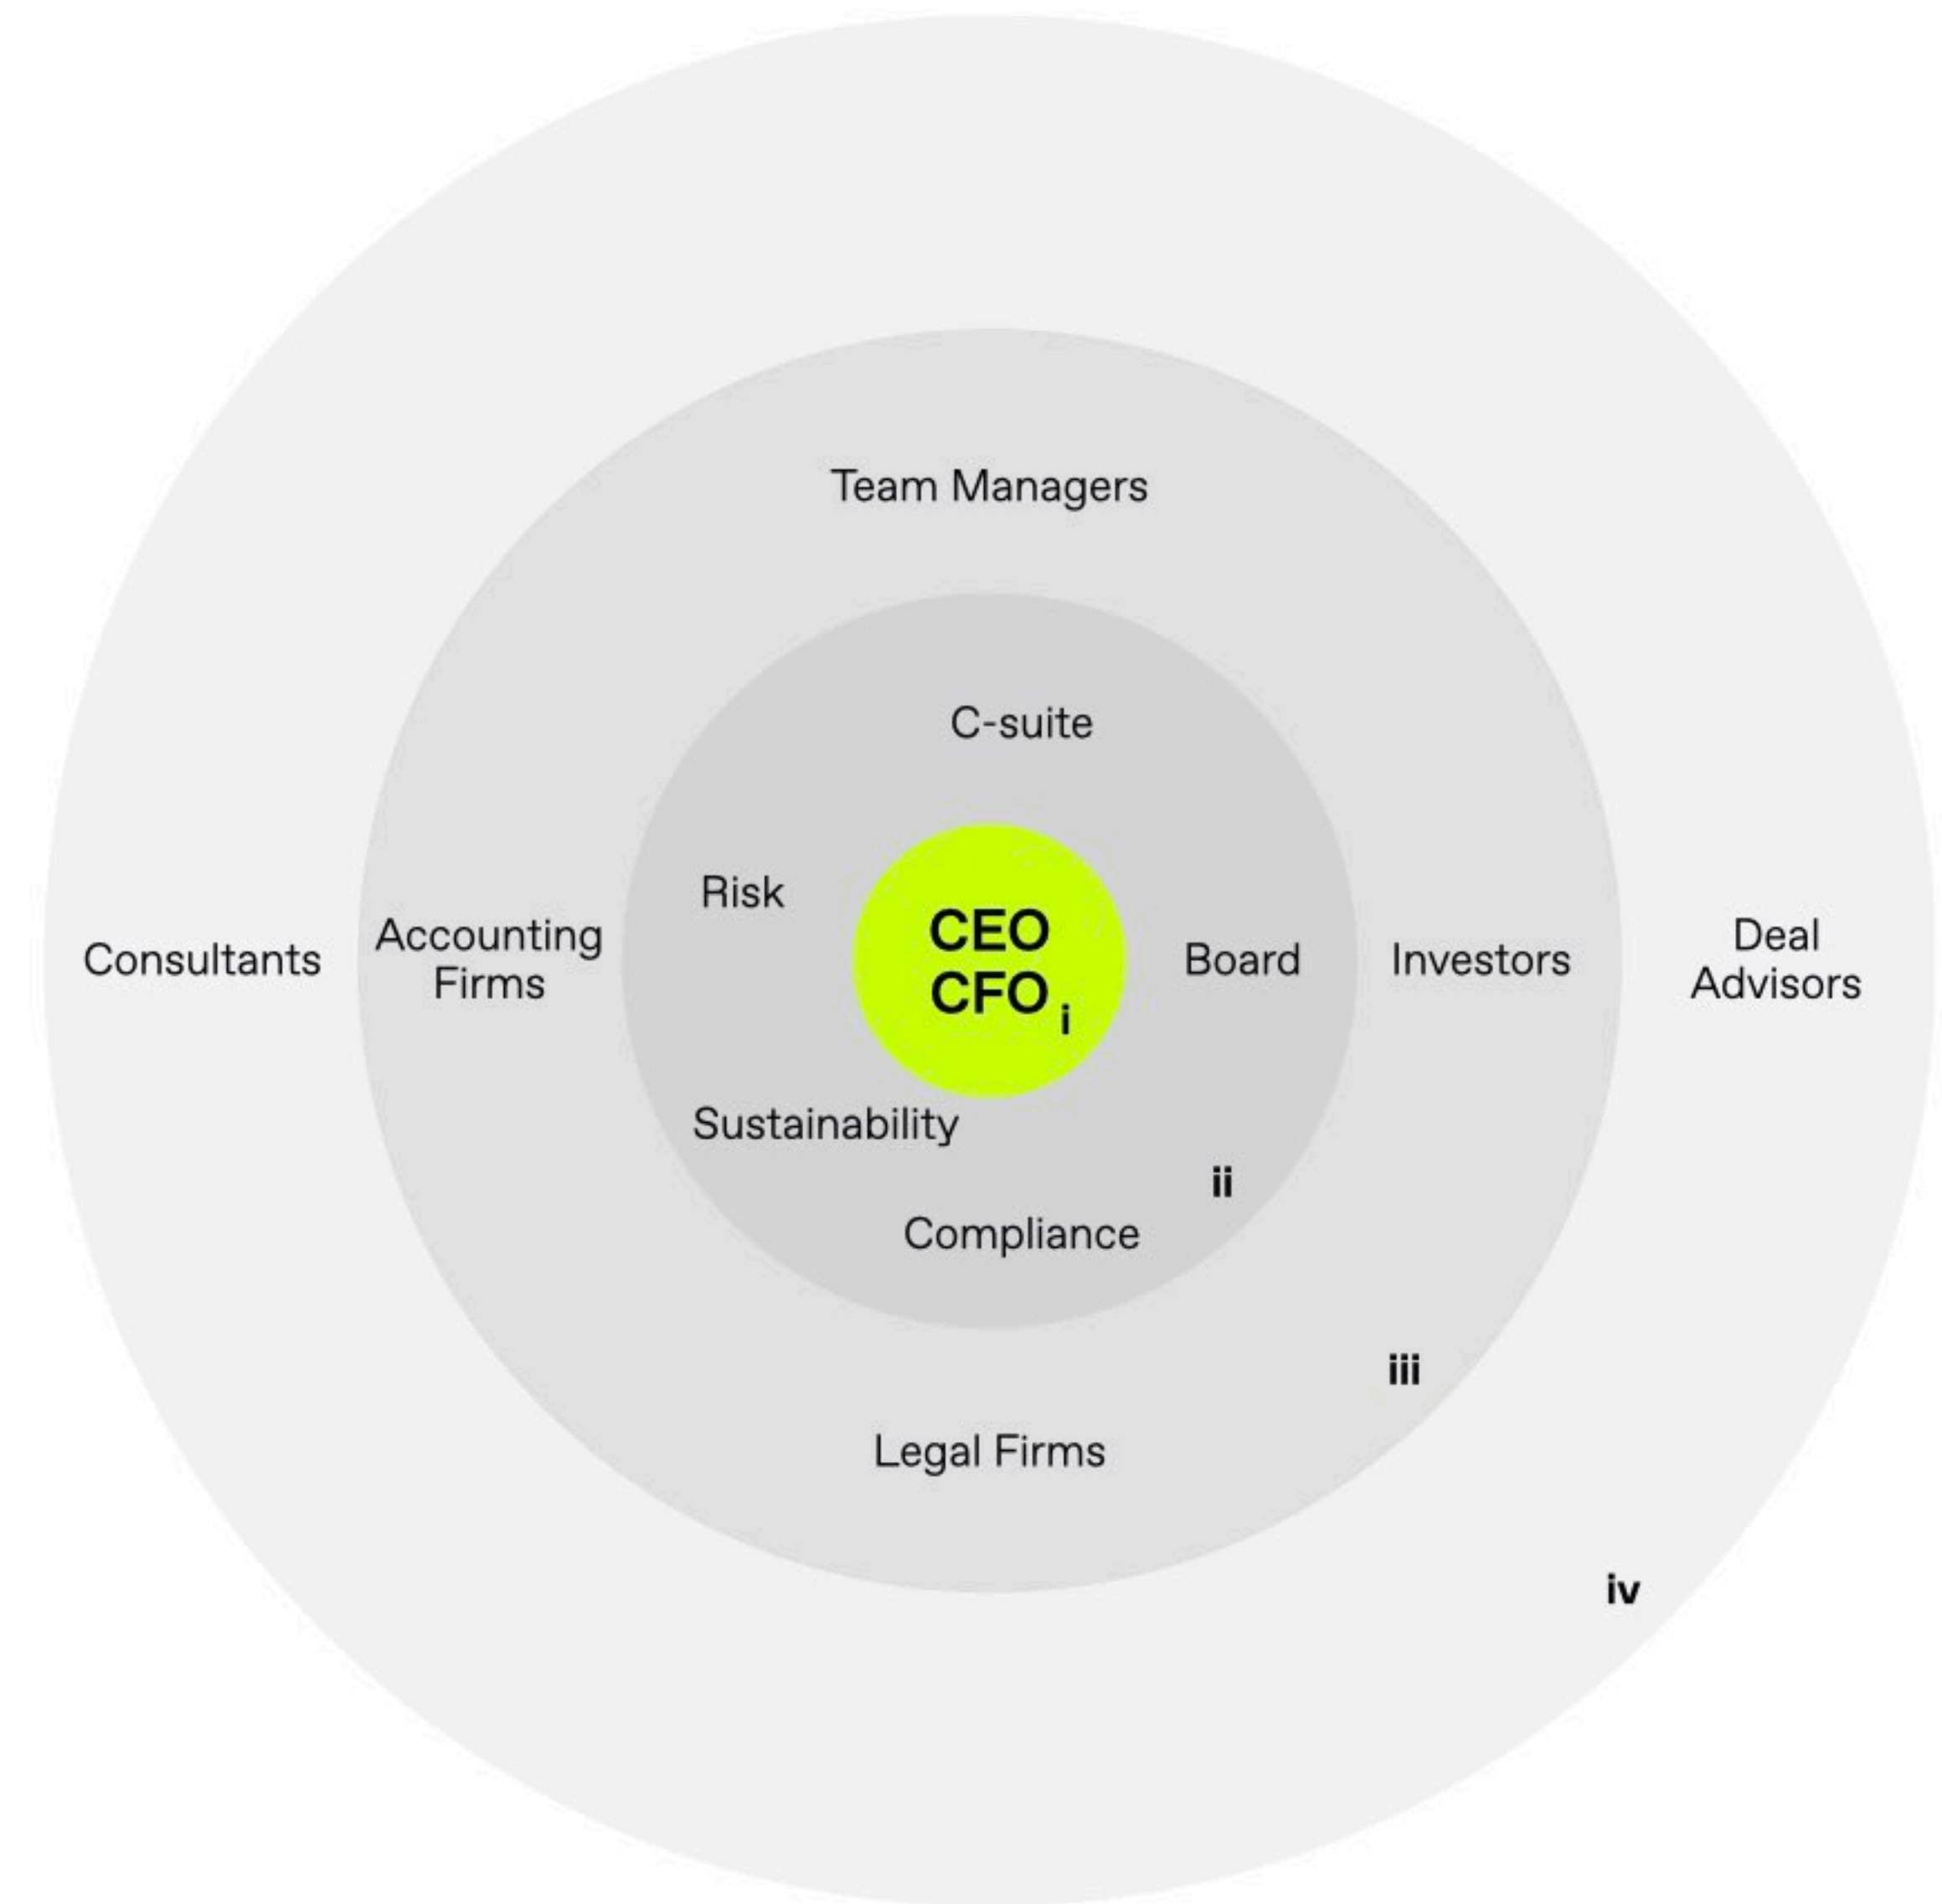 Team Managers
C-suite
Risk
CEO
CFO
i
Consultants
Accounting
Firms
Board
Investors
Deal
Advisors
Sustainability
ii
Compliance
iii
Legal Firms
iv